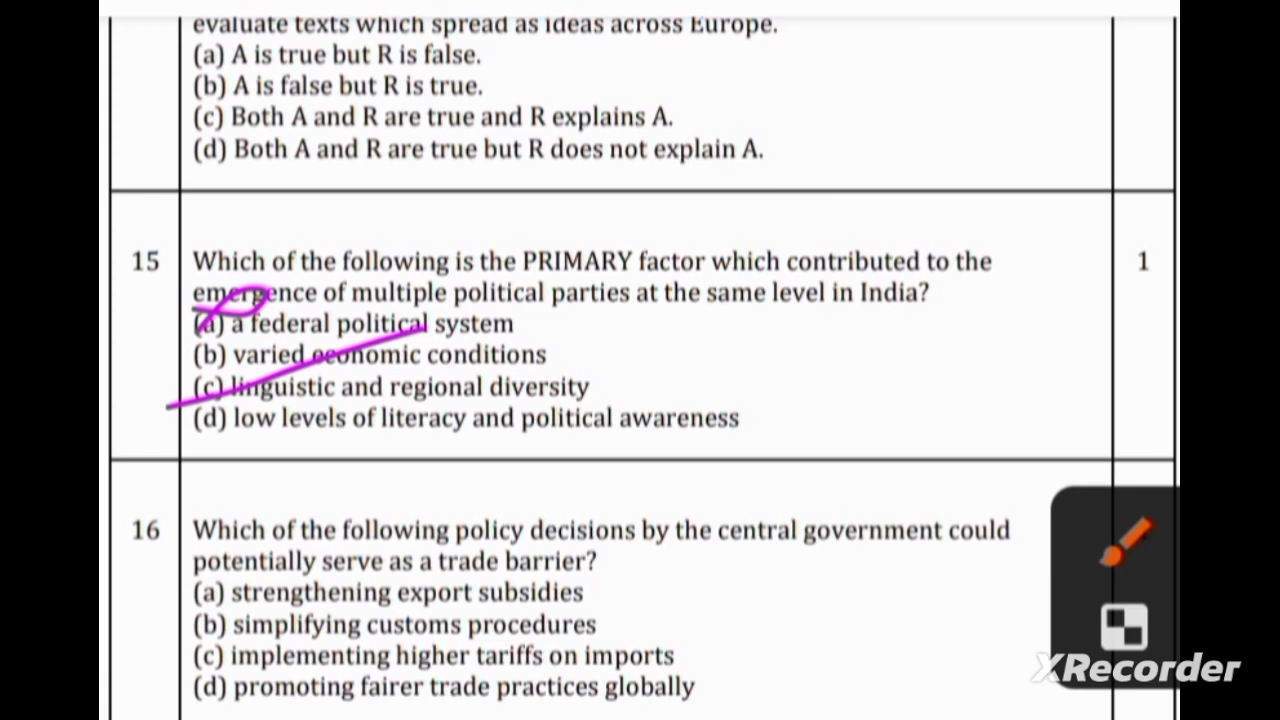 evaluate texts which spread as ideas across Europe.
(a) A is true but R is false.
(b) A is false but R is true.
(c) Both A and R are true and R explains A.
(d) Both A and R are true but R does not explain A.
15 Which of the following is the PRIMARY factor which contributed to the 1
emergence of multiple political parties at the same level in India?
(a) a federal political system
(b) varied economic conditions
(c) linguistic and regional diversity
(d) low levels of literacy and political awareness
16 Which of the following policy decisions by the central government could
potentially serve as a trade barrier?
(a) strengthening export subsidies
(b) simplifying customs procedures
(c) implementing higher tariffs on imports
(d) promoting fairer trade practices globally
XRecorder